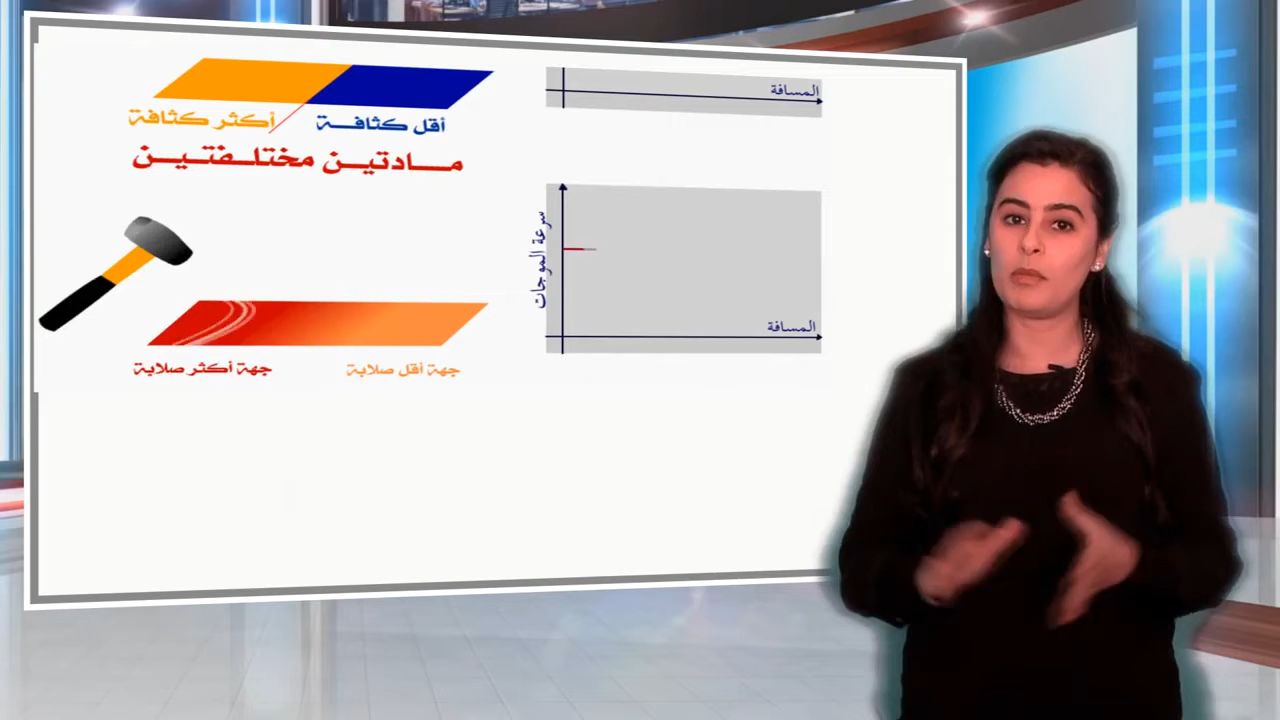 أقل كثافة
أكثر كثافة
مادتين مختلفتين
جهة أقل صلابة
جهة أكثر صلابة
المسافة
سرعة الموجات
المسافة